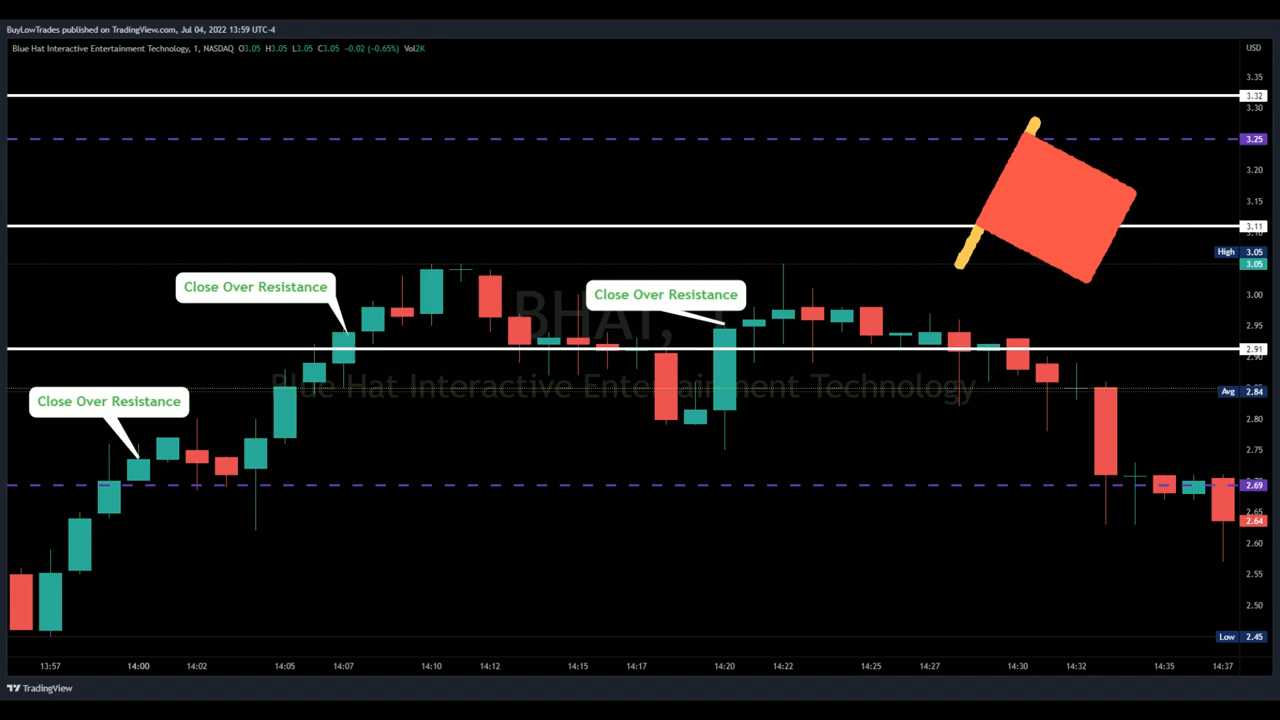 BuyLowTrades published on TradingView.com, Jul 04, 2022 13:59 UTC-4
Blue Hat Interactive Entertainment Technology, 1, NASDAQ O3.05 H3.05 L3.05 C3.05 −0.02 (−0.65%) Vol2K
USD
3.35
3.32
3.30
3.25
3.20
3.15
3.11
3.10
High 3.05
3.05
Close Over Resistance
Close Over Resistance
3.00
BHAT, 1
2.95
2.91
2.90
Blue Hat Interactive Entertainment Technology
2.85
Avg 2.84
Close Over Resistance
2.80
2.75
2.69
2.65
2.64
2.60
2.55
2.50
Low 2.45
13:57 14:00 14:02 14:05 14:07 14:10 14:12 14:15 14:17 14:20 14:22 14:25 14:27 14:30 14:32 14:35 14:37
TradingView